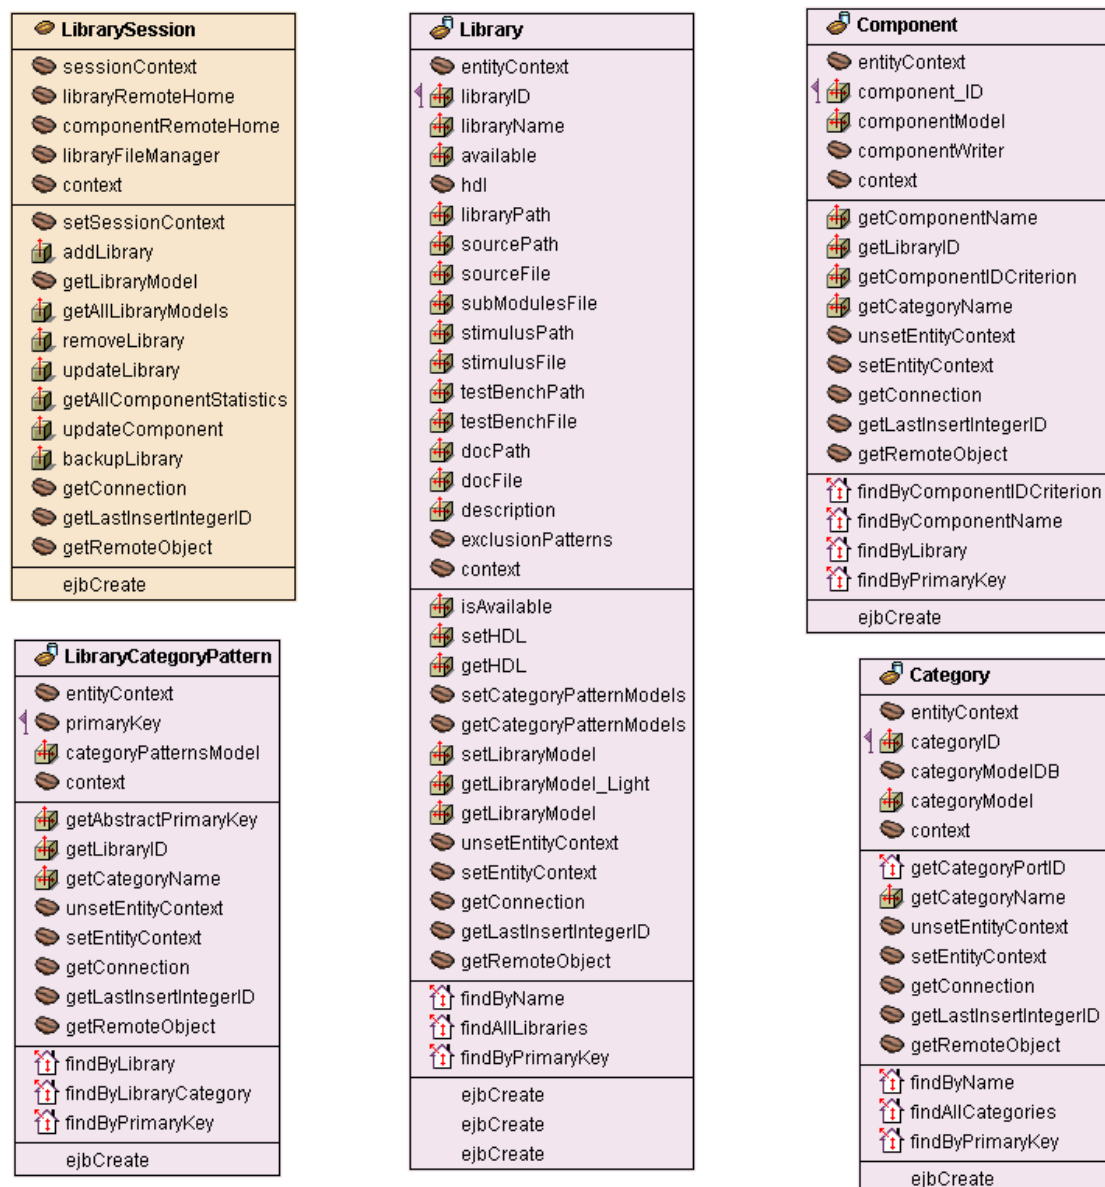 LibrarySession
sessionContext
libraryRemoteHome
componentRemoteHome
libraryFileManager
context
setSessionContext
addLibrary
getLibraryModel
getAllLibraryModels
removeLibrary
updateLibrary
getAllComponentStatistics
updateComponent
backupLibrary
getConnection
getLastInsertIntegerID
getRemoteObject
ejbCreate
LibraryCategoryPattern
entityContext
primaryKey
categoryPatternsModel
context
getAbstractPrimaryKey
getLibraryID
getCategoryName
unsetEntityContext
setEntityContext
getConnection
getLastInsertIntegerID
getRemoteObject
findByLibrary
findByLibraryCategory
findByPrimaryKey
ejbCreate
Library
entityContext
libraryID
libraryName
available
hdl
libraryPath
sourcePath
sourceFile
subModulesFile
stimulusPath
stimulusFile
testBenchPath
testBenchFile
docPath
docFile
description
exclusionPatterns
context
isAvailable
setHDL
getHDL
setCategoryPatternModels
getCategoryPatternModels
setLibraryModel
getLibraryModel_Light
getLibraryModel
unsetEntityContext
setEntityContext
getConnection
getLastInsertIntegerID
getRemoteObject
findByName
findAllLibraries
findByPrimaryKey
ejbCreate
ejbCreate
ejbCreate
Component
entityContext
component_ID
componentModel
componentWriter
context
getComponentName
getLibraryID
getComponentIDCriterion
getCategoryName
unsetEntityContext
setEntityContext
getConnection
getLastInsertIntegerID
getRemoteObject
findByComponentIDCriterion
findByComponentName
findByLibrary
findByPrimaryKey
ejbCreate
Category
entityContext
categoryID
categoryModelDB
categoryModel
context
getCategoryPortID
getCategoryName
unsetEntityContext
setEntityContext
getConnection
getLastInsertIntegerID
getRemoteObject
findByName
findAllCategories
findByPrimaryKey
ejbCreate